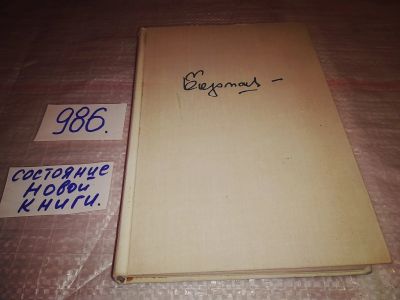 986.
состояние
новой
книги.